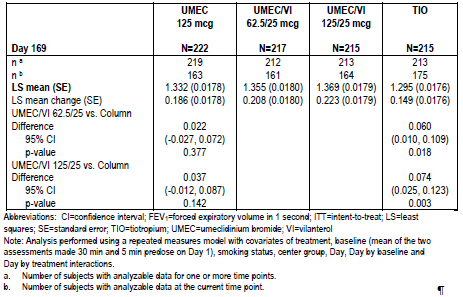 UMEC UMEC/VI UMEC/VI TIO
125 mcg 62.5/25 mcg 125/25 mcg
Day 169 N=222 N=217 N=215 N=215
n a 219 212 213 213
n b 163 161 164 175
LS mean (SE) 1.332 (0.0178) 1.355 (0.0180) 1.369 (0.0179) 1.295 (0.0176)
LS mean change (SE) 0.186 (0.0178) 0.208 (0.0180) 0.223 (0.0179) 0.149 (0.0176)
UMEC/VI 62.5/25 vs. Column
Difference 0.022 0.060
95% CI (-0.027, 0.072) (0.010, 0.109)
p-value 0.377 0.018
UMEC/VI 125/25 vs. Column
Difference 0.037 0.074
95% CI (-0.012, 0.087) (0.025, 0.123)
p-value 0.142 0.003
Abbreviations: CI=confidence interval; FEV1=forced expiratory volume in 1 second; ITT=intent-to-treat; LS=least
squares; SE=standard error; TIO=tiotropium; UMEC=umeclidinium bromide; VI=vilanterol
Note: Analysis performed using a repeated measures model with covariates of treatment, baseline (mean of the two
assessments made 30 min and 5 min predose on Day 1), smoking status, center group, Day, Day by baseline and
Day by treatment interactions.
a. Number of subjects with analyzable data for one or more time points.
b. Number of subjects with analyzable data at the current time point. ¶